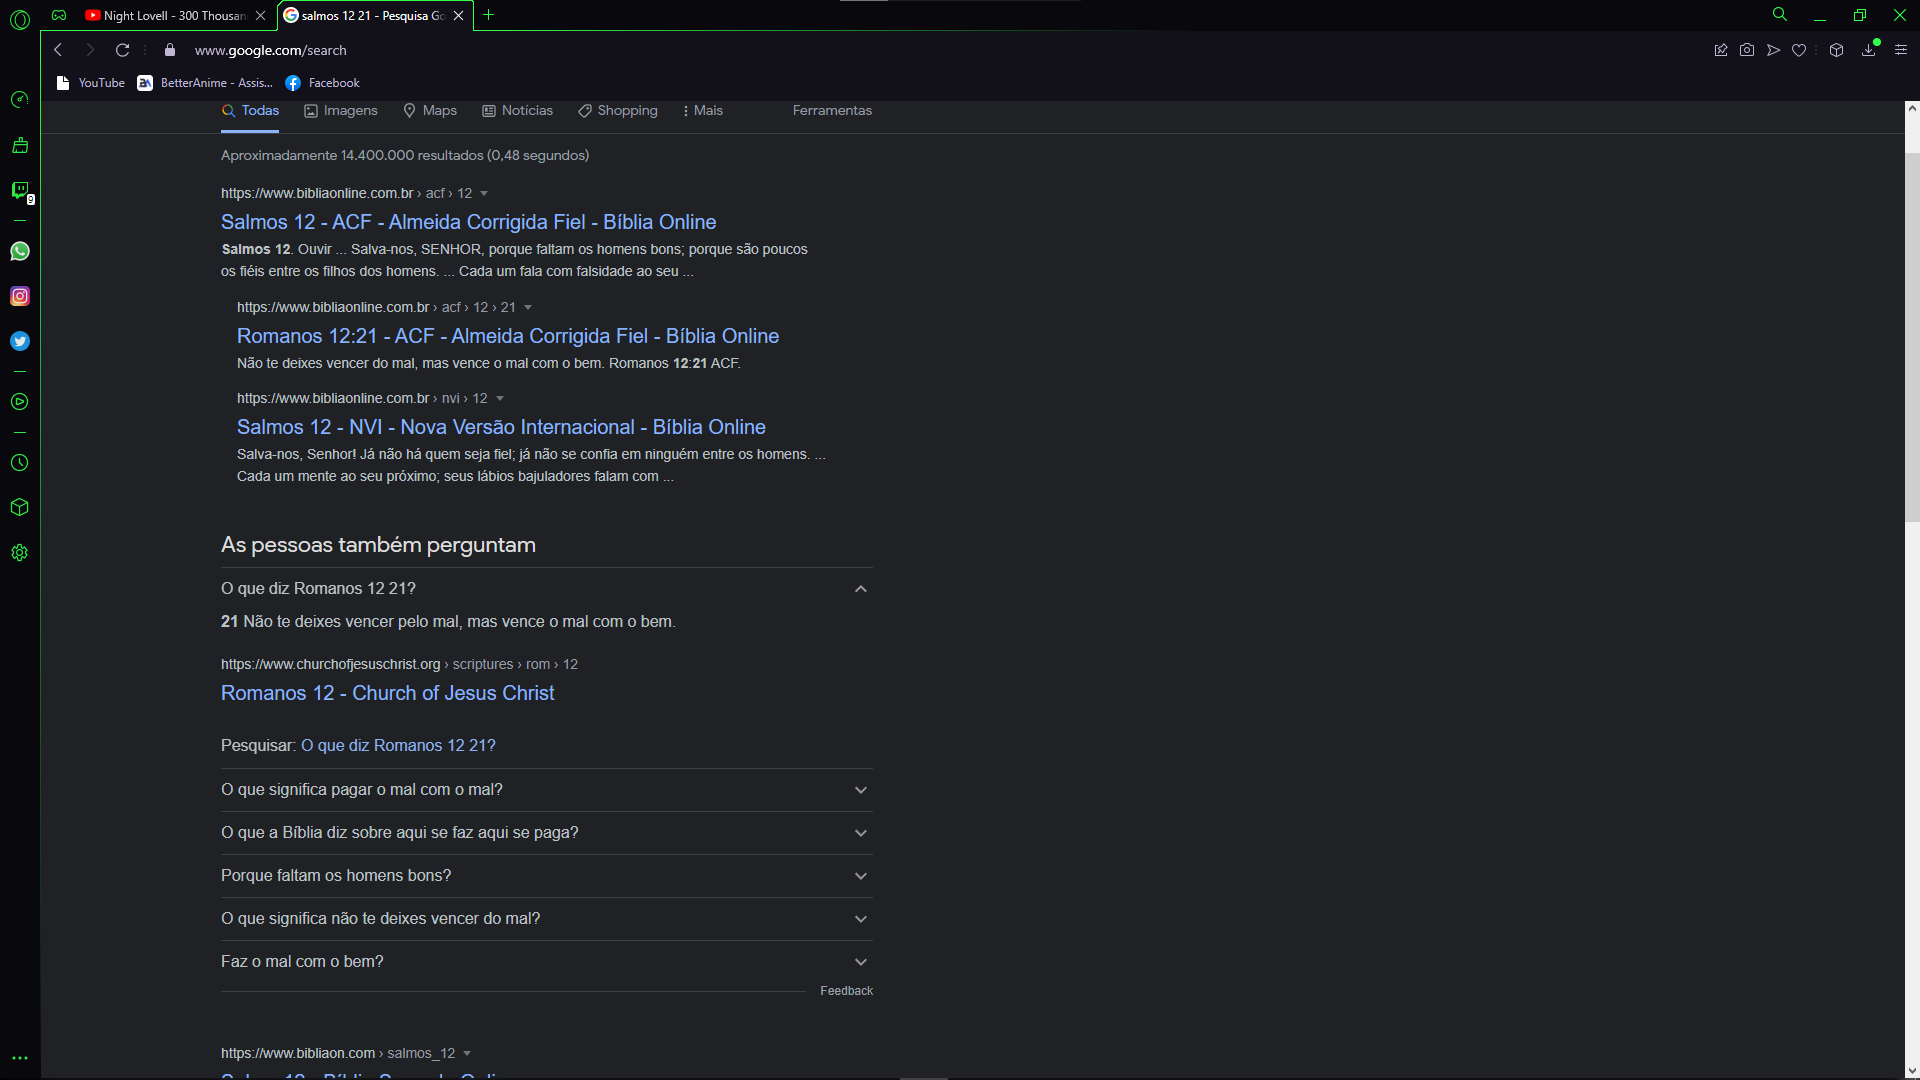 Night Lovell - 300 Thousan
salmos 12 21 - Pesquisa Go
www.google.com/search
YouTube
BetterAnime - Assis...
Facebook
9
Todas
Imagens
Maps
Notícias
Shopping
Mais
Ferramentas
Aproximadamente 14.400.000 resultados (0,48 segundos)
https://www.bibliaonline.com.br › acf › 12
Salmos 12 - ACF - Almeida Corrigida Fiel - Bíblia Online
Salmos 12. Ouvir ... Salva-nos, SENHOR, porque faltam os homens bons; porque são poucos
os fiéis entre os filhos dos homens. ... Cada um fala com falsidade ao seu ...
https://www.bibliaonline.com.br › acf › 12 › 21
Romanos 12:21 - ACF - Almeida Corrigida Fiel - Bíblia Online
Não te deixes vencer do mal, mas vence o mal com o bem. Romanos 12:21 ACF.
https://www.bibliaonline.com.br › nvi › 12
Salmos 12 - NVI - Nova Versão Internacional - Bíblia Online
Salva-nos, Senhor! Já não há quem seja fiel; já não se confia em ninguém entre os homens. ...
Cada um mente ao seu próximo; seus lábios bajuladores falam com ...
As pessoas também perguntam
O que diz Romanos 12 21?
21 Não te deixes vencer pelo mal, mas vence o mal com o bem.
https://www.churchofjesuschrist.org › scriptures › rom › 12
Romanos 12 - Church of Jesus Christ
Pesquisar: O que diz Romanos 12 21?
O que significa pagar o mal com o mal?
O que a Bíblia diz sobre aqui se faz aqui se paga?
Porque faltam os homens bons?
O que significa não te deixes vencer do mal?
Faz o mal com o bem?
Feedback
https://www.bibliaon.com › salmos_12